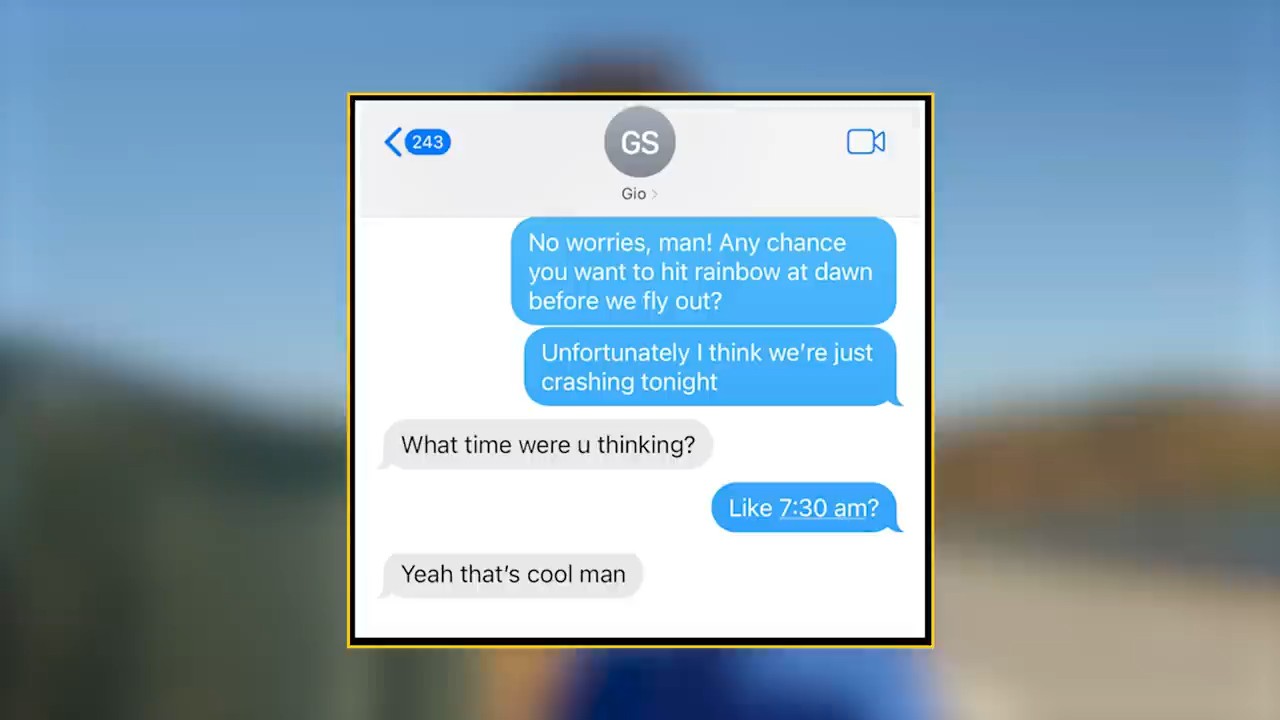 243
GS
Gio
No worries, man! Any chance
you want to hit rainbow at dawn
before we fly out?
Unfortunately I think we’re just
crashing tonight
What time were u thinking?
Like 7:30 am?
Yeah that’s cool man